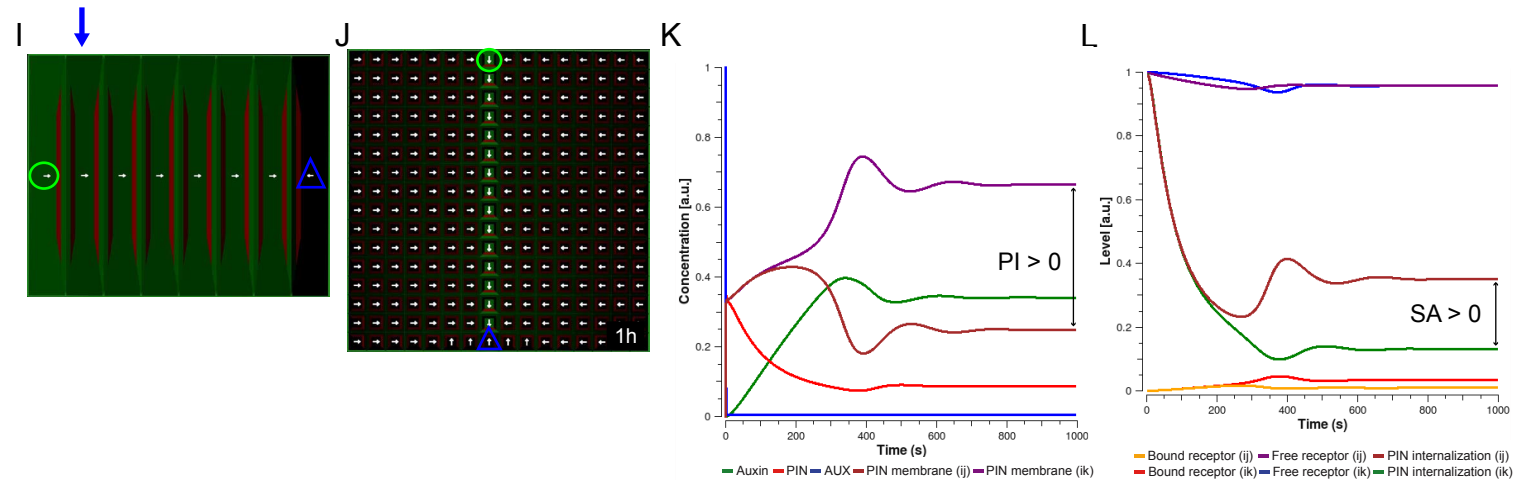 I
J
1h
K
Concentration [a.u.]
1
0.8
0.6
0.4
0.2
0
PI > 0
0 200 400 600 800 1000
Time (s)
Auxin PIN AUX PIN membrane (ij) PIN membrane (ik)
L
Level [a.u.]
1
0.8
0.6
0.4
0.2
0
SA > 0
0 200 400 600 800 1000
Time (s)
Bound receptor (ij) Free receptor (ij) PIN internalization (ij)
Bound receptor (ik) Free receptor (ik) PIN internalization (ik)